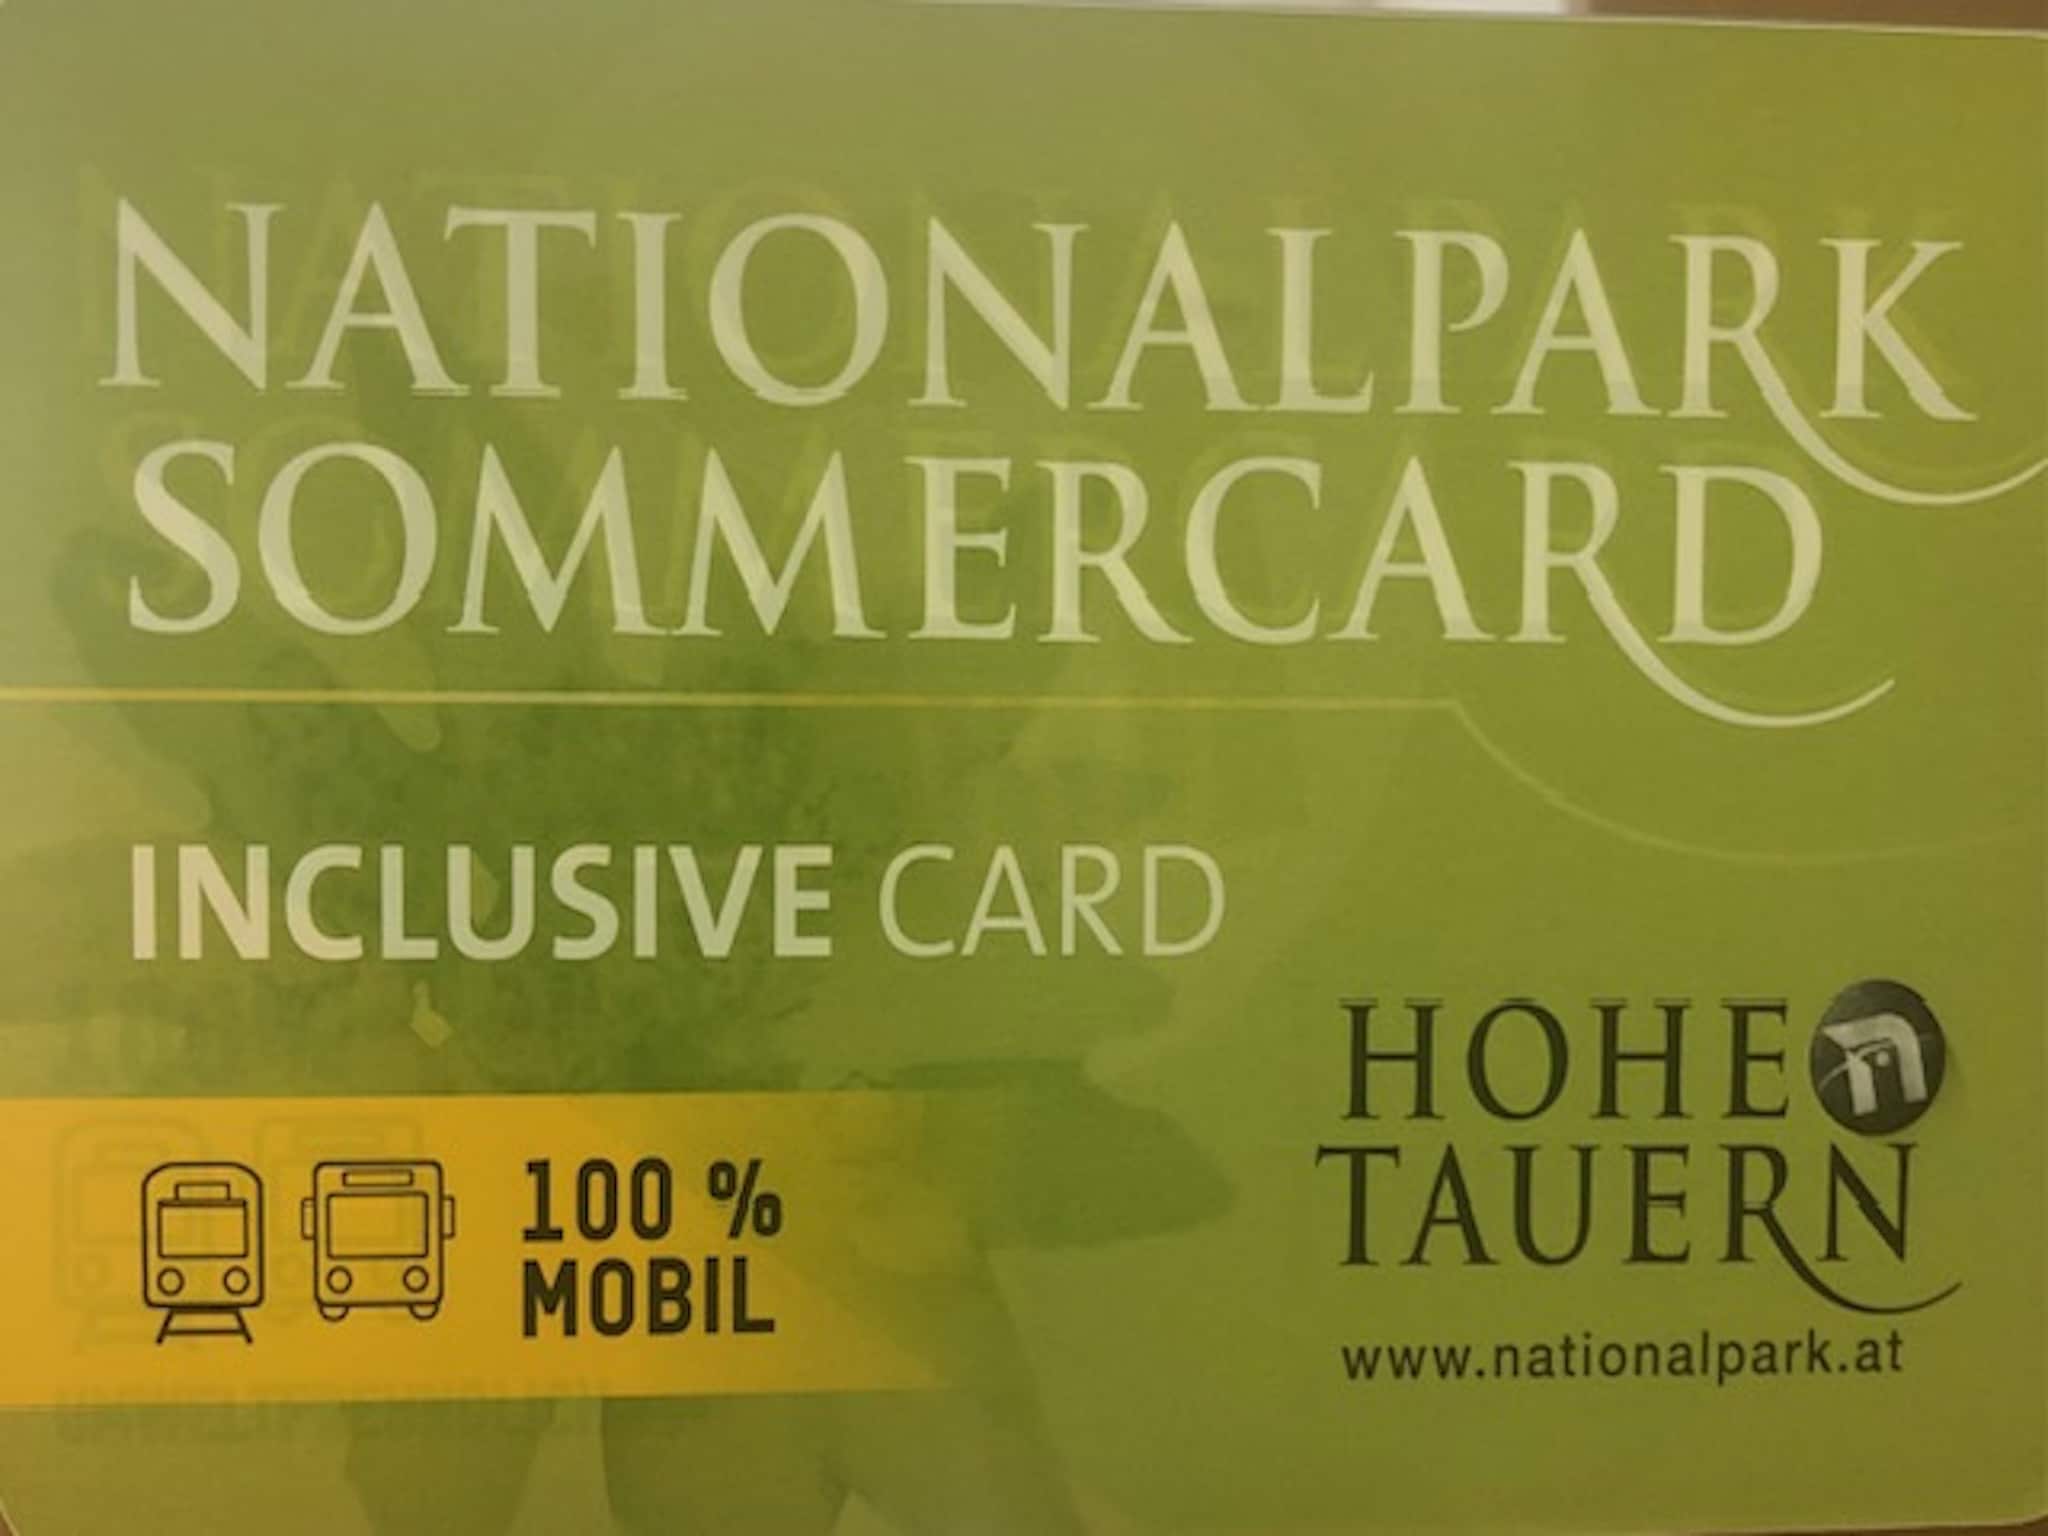 NATIONALPARK
SOMMERCARD
INCLUSIVE CARD
100 %
MOBIL
HOHE
TAUERN
www.nationalpark.at